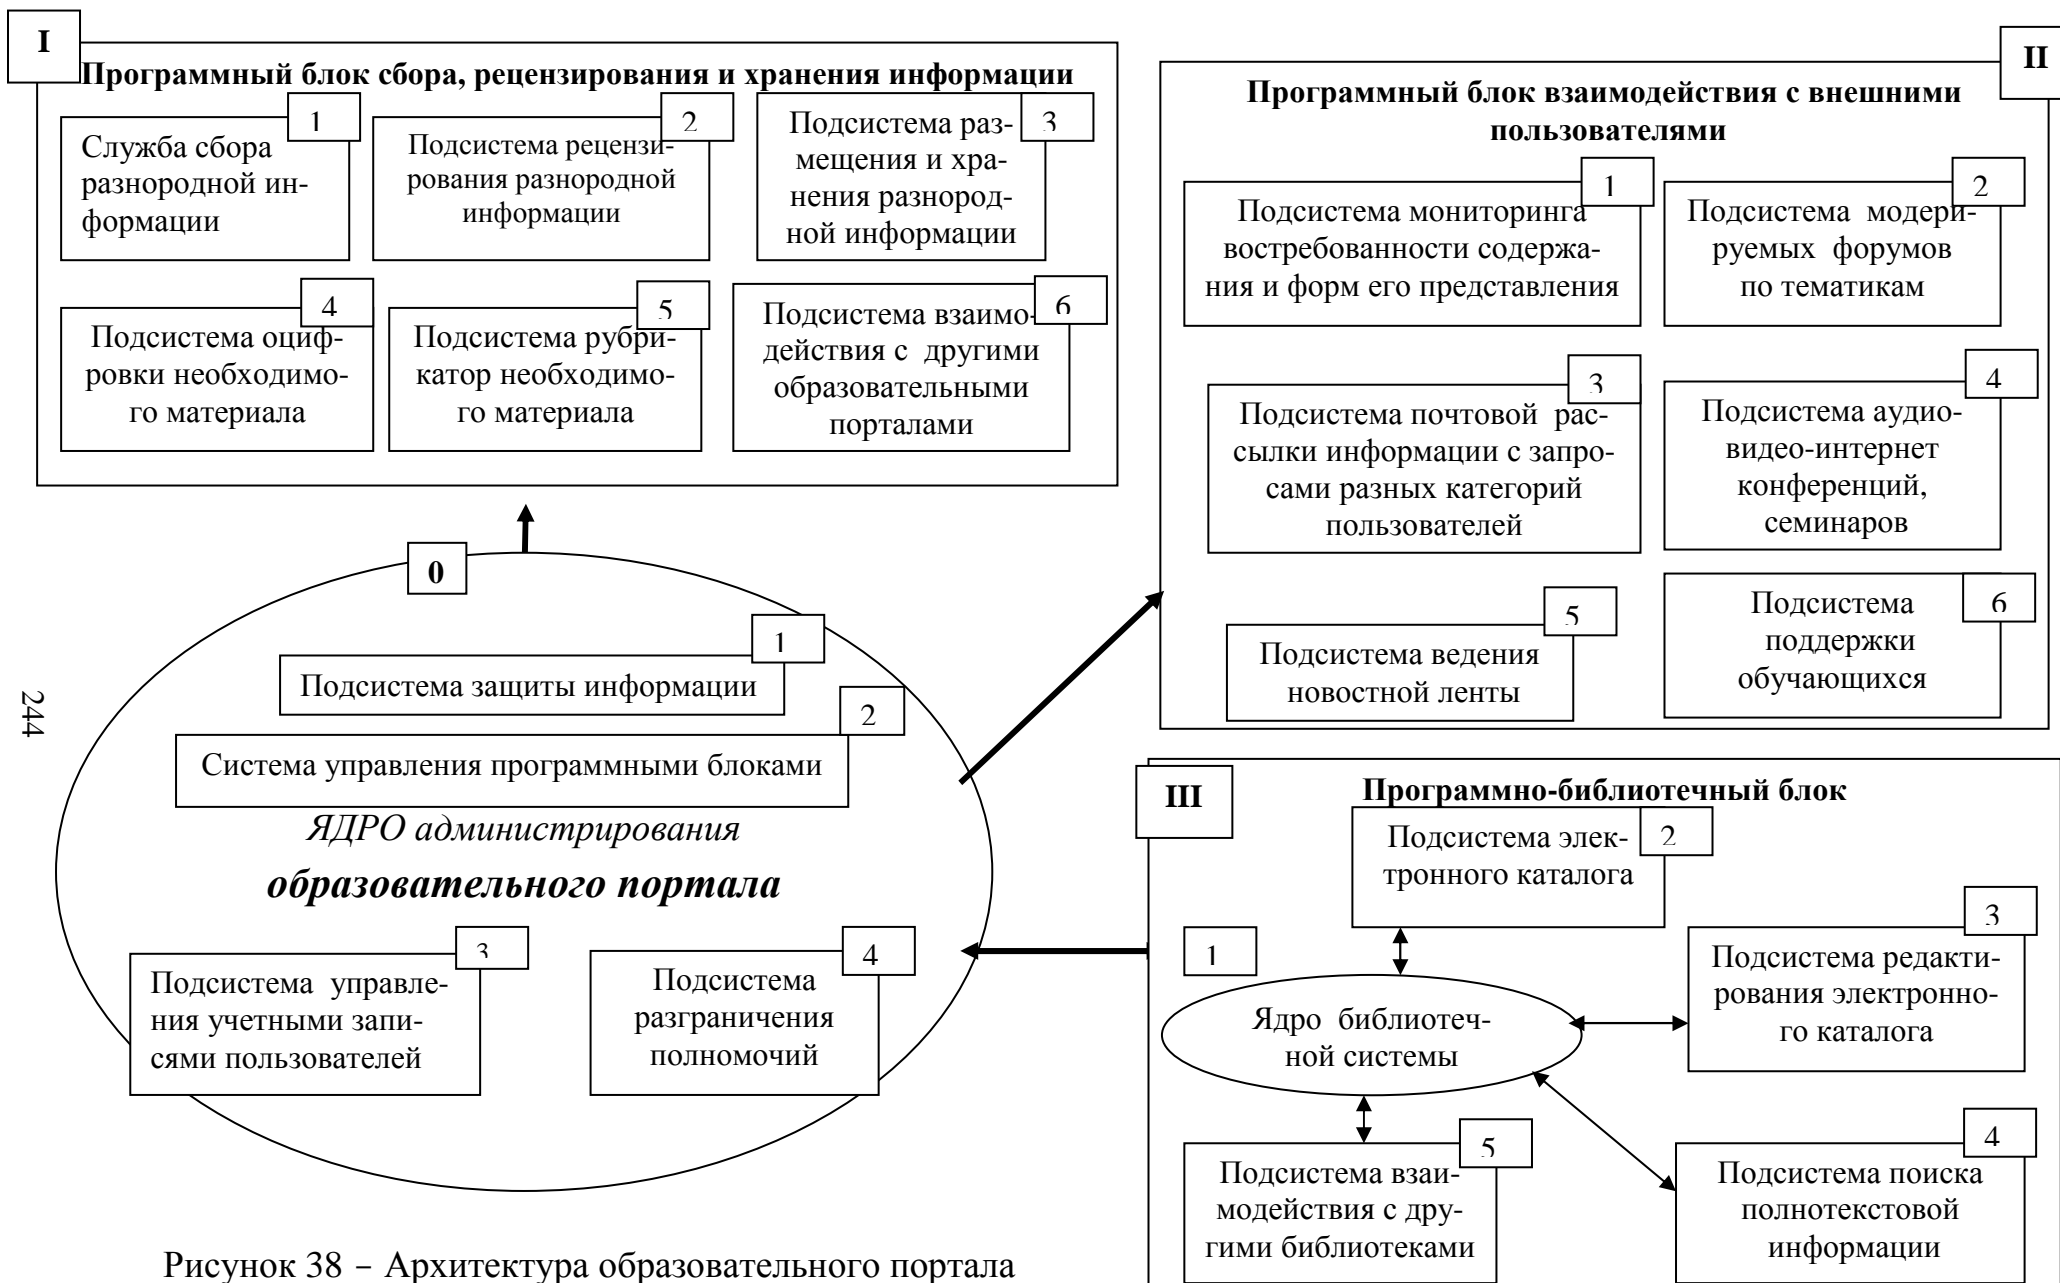 I
Программный блок сбора, рецензирования и хранения информации
1
Служба сбора
разнородной ин-
формации
2
Подсистема рецензи-
рования разнородной
информации
3
Подсистема раз-
мещения и хра-
нения разнород-
ной информации
4
Подсистема оциф-
ровки необходимо-
го материала
5
Подсистема рубри-
катор необходимо-
го материала
6
Подсистема взаимо-
действия с другими
образовательными
порталами
II
Программный блок взаимодействия с внешними
пользователями
1
Подсистема мониторинга
востребованности содержа-
ния и форм его представления
2
Подсистема модери-
руемых форумов
по тематикам
3
Подсистема почтовой рас-
сылки информации с запро-
сами разных категорий
пользователей
4
Подсистема аудио-
видео-интернет
конференций,
семинаров
5
Подсистема ведения
новостной ленты
6
Подсистема
поддержки
обучающихся
0
1
Подсистема защиты информации
2
Система управления программными блоками
ЯДРО администрирования
образовательного портала
3
Подсистема управле-
ния учетными запи-
сями пользователей
4
Подсистема
разграничения
полномочий
III
Программно-библиотечный блок
2
Подсистема элек-
тронного каталога
1
Ядро библиотеч-
ной системы
3
Подсистема редакти-
рования электронно-
го каталога
5
Подсистема взаи-
модействия с дру-
гими библиотеками
4
Подсистема поиска
полнотекстовой
информации
244
Рисунок 38 – Архитектура образовательного портала